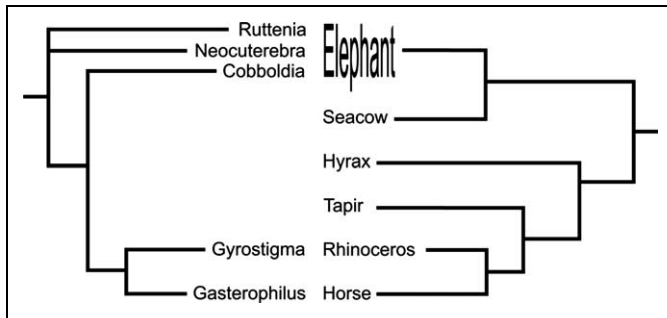 Ruttenia
Neocuterebra
Cobboldia
Gyrostigma
Gasterophilus
Elephant
Seacow
Hyrax
Tapir
Rhinoceros
Horse